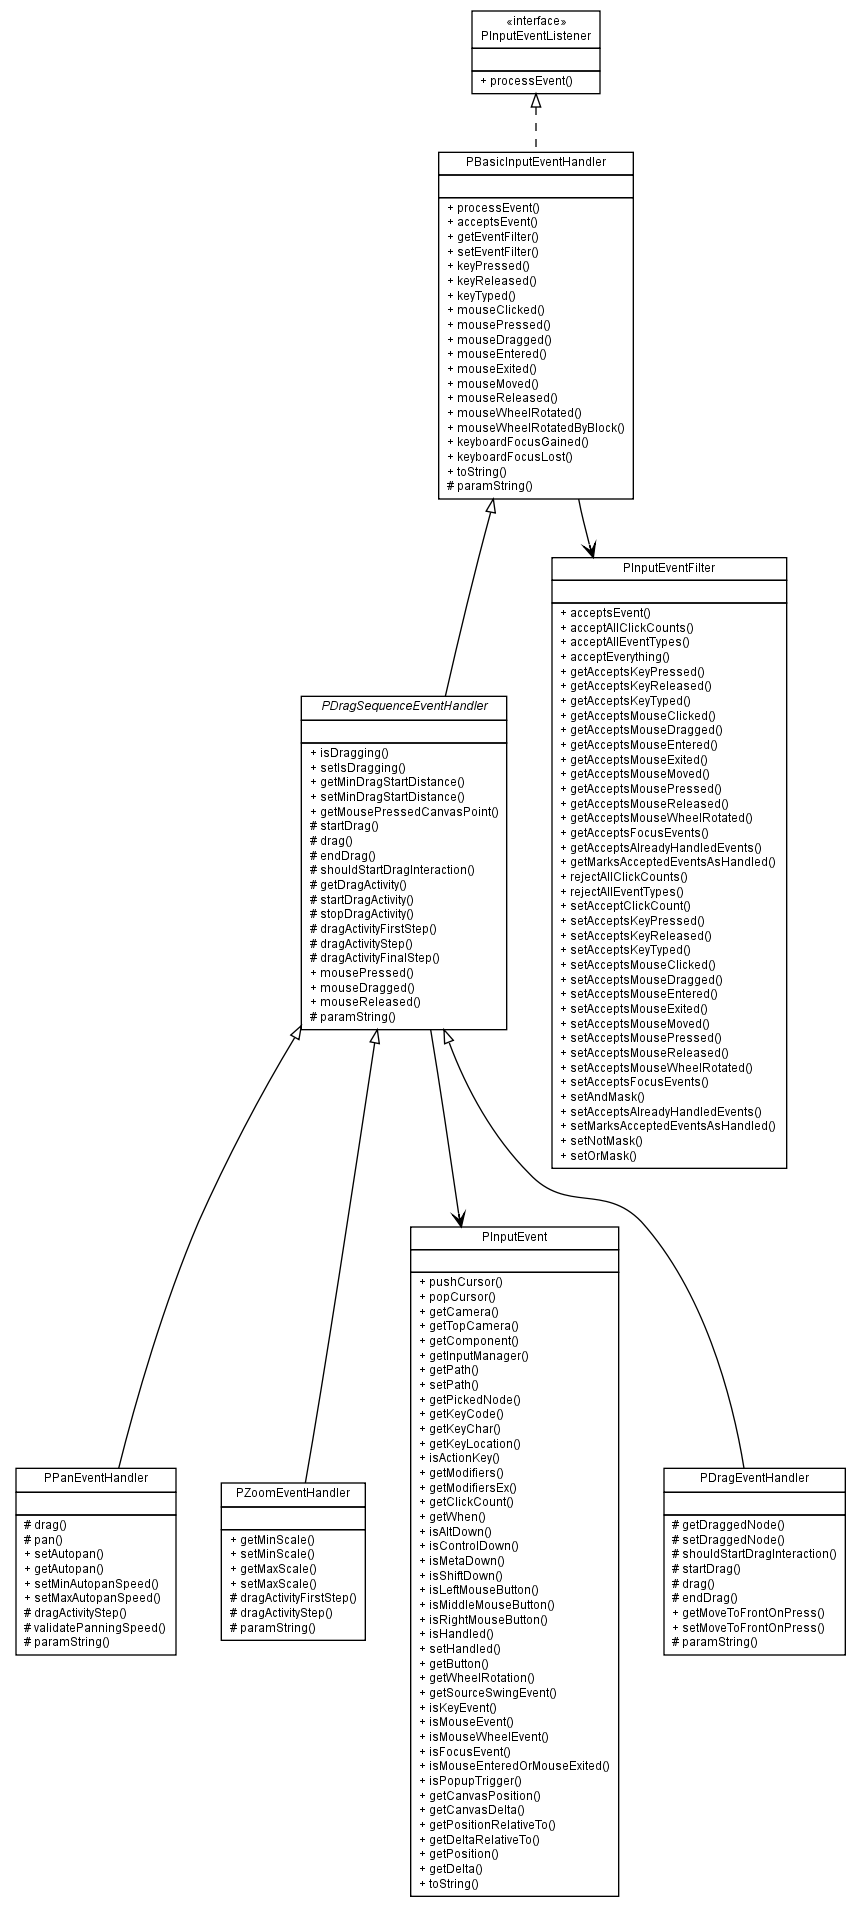 «interface»
PInputEventListener
+ processEvent()
PBasicInputEventHandler
+ processEvent()
+ acceptsEvent()
+ getEventFilter()
+ setEventFilter()
+ keyPressed()
+ keyReleased()
+ keyTyped()
+ mouseClicked()
+ mousePressed()
+ mouseDragged()
+ mouseEntered()
+ mouseExited()
+ mouseMoved()
+ mouseReleased()
+ mouseWheelRotated()
+ mouseWheelRotatedByBlock()
+ keyboardFocusGained()
+ keyboardFocusLost()
+ toString()
# paramString()
PInputEventFilter
+ acceptsEvent()
+ acceptAllClickCounts()
+ acceptAllEventTypes()
+ acceptEverything()
+ getAcceptsKeyPressed()
+ getAcceptsKeyReleased()
+ getAcceptsKeyTyped()
+ getAcceptsMouseClicked()
+ getAcceptsMouseDragged()
+ getAcceptsMouseEntered()
+ getAcceptsMouseExited()
+ getAcceptsMouseMoved()
+ getAcceptsMousePressed()
+ getAcceptsMouseReleased()
+ getAcceptsMouseWheelRotated()
+ getAcceptsFocusEvents()
+ getAcceptsAlreadyHandledEvents()
+ getMarksAcceptedEventsAsHandled()
+ rejectAllClickCounts()
+ rejectAllEventTypes()
+ setAcceptClickCount()
+ setAcceptsKeyPressed()
+ setAcceptsKeyReleased()
+ setAcceptsKeyTyped()
+ setAcceptsMouseClicked()
+ setAcceptsMouseDragged()
+ setAcceptsMouseEntered()
+ setAcceptsMouseExited()
+ setAcceptsMouseMoved()
+ setAcceptsMousePressed()
+ setAcceptsMouseReleased()
+ setAcceptsMouseWheelRotated()
+ setAcceptsFocusEvents()
+ setAndMask()
+ setAcceptsAlreadyHandledEvents()
+ setMarksAcceptedEventsAsHandled()
+ setNotMask()
+ setOrMask()
PDragSequenceEventHandler
+ isDragging()
+ setIsDragging()
+ getMinDragStartDistance()
+ setMinDragStartDistance()
+ getMousePressedCanvasPoint()
# startDrag()
# drag()
# endDrag()
# shouldStartDragInteraction()
# getDragActivity()
# startDragActivity()
# stopDragActivity()
# dragActivityFirstStep()
# dragActivityStep()
# dragActivityFinalStep()
+ mousePressed()
+ mouseDragged()
+ mouseReleased()
# paramString()
PPanEventHandler
# drag()
# pan()
+ setAutopan()
+ getAutopan()
+ setMinAutopanSpeed()
+ setMaxAutopanSpeed()
# dragActivityStep()
# validatePanningSpeed()
# paramString()
PZoomEventHandler
+ getMinScale()
+ setMinScale()
+ getMaxScale()
+ setMaxScale()
# dragActivityFirstStep()
# dragActivityStep()
# paramString()
PInputEvent
+ pushCursor()
+ popCursor()
+ getCamera()
+ getTopCamera()
+ getComponent()
+ getInputManager()
+ getPath()
+ setPath()
+ getPickedNode()
+ getKeyCode()
+ getKeyChar()
+ getKeyLocation()
+ isActionKey()
+ getModifiers()
+ getModifiersEx()
+ getClickCount()
+ getWhen()
+ isAltDown()
+ isControlDown()
+ isMetaDown()
+ isShiftDown()
+ isLeftMouseButton()
+ isMiddleMouseButton()
+ isRightMouseButton()
+ isHandled()
+ setHandled()
+ getButton()
+ getWheelRotation()
+ getSourceSwingEvent()
+ isKeyEvent()
+ isMouseEvent()
+ isMouseWheelEvent()
+ isFocusEvent()
+ isMouseEnteredOrMouseExited()
+ isPopupTrigger()
+ getCanvasPosition()
+ getCanvasDelta()
+ getPositionRelativeTo()
+ getDeltaRelativeTo()
+ getPosition()
+ getDelta()
+ toString()
PDragEventHandler
# getDraggedNode()
# setDraggedNode()
# shouldStartDragInteraction()
# startDrag()
# drag()
# endDrag()
+ getMoveToFrontOnPress()
+ setMoveToFrontOnPress()
# paramString()